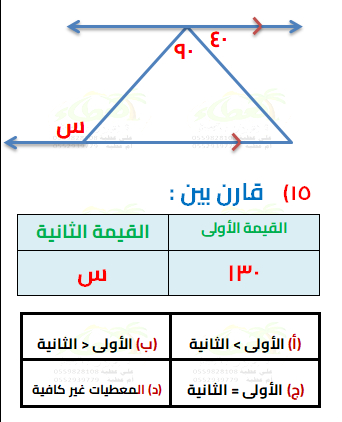 ٤٠
٩٠
س
١٥) قارن بين :
القيمة الأولى
القيمة الثانية
١٣٠
س
(أ) الأولى > الثانية
(ب) الأولى < الثانية
(ج) الأولى = الثانية
(د) المعطيات غير كافية